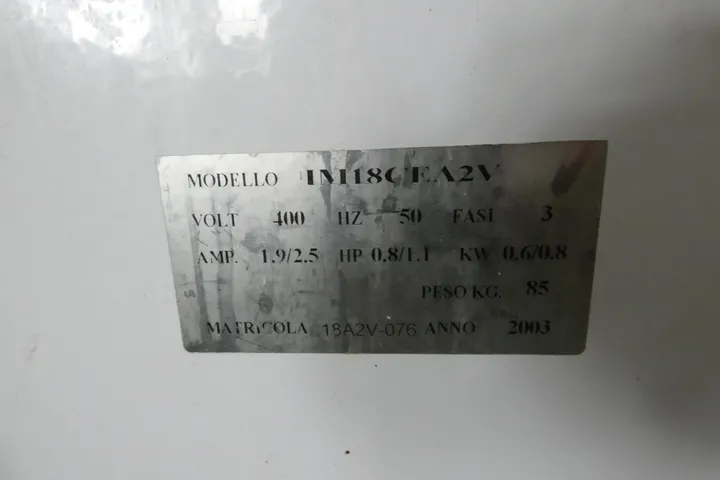 MODELLO IM18CEA2V
VOLT 400 HZ 50 FASI 3
AMP. 1.9/2.5 HP 0.8/1.1 KW 0.6/0.8
PESO KG. 85
MATRICOLA 18A2V-076 ANNO 2003